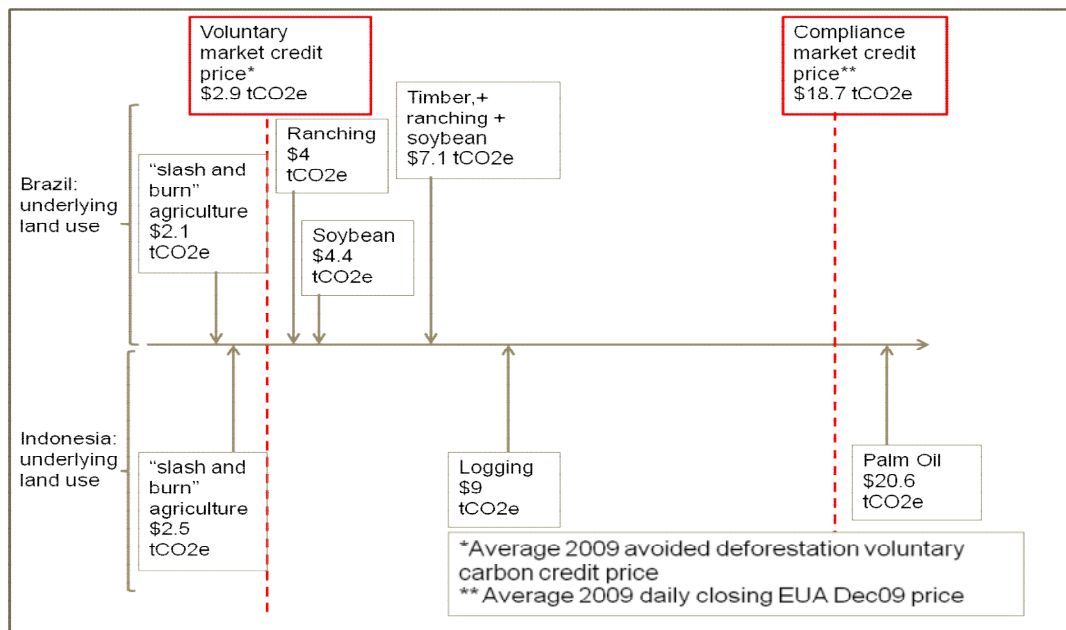 Voluntary
market credit
price*
$2.9 tCO2e
Compliance
market credit
price**
$18.7 tCO2e
Timber,+
ranching +
soybean
$7.1 tCO2e
Ranching
$4
tCO2e
Brazil:
underlying
land use
“slash and
burn”
agriculture
$2.1
tCO2e
Soybean
$4.4
tCO2e
Indonesia:
underlying
land use
“slash and
burn”
agriculture
$2.5
tCO2e
Logging
$9
tCO2e
Palm Oil
$20.6
tCO2e
*Average 2009 avoided deforestation voluntary
carbon credit price
**Average 2009 daily closing EUA Dec09 price